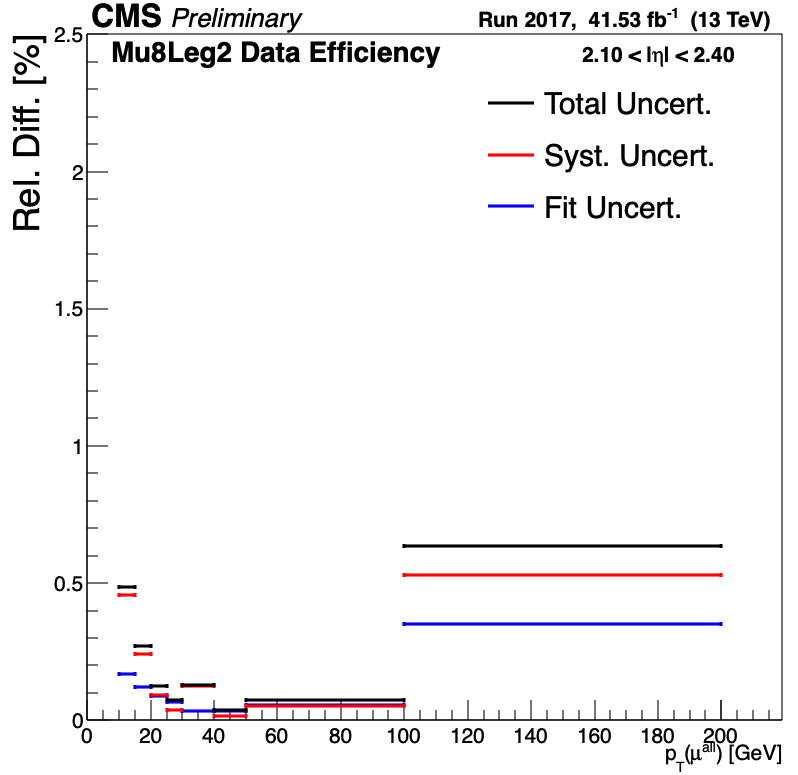 CMS Preliminary
Run 2017, 41.53 fb⁻¹ (13 TeV)
Mu8Leg2 Data Efficiency
2.10 < |η| < 2.40
Total Uncert.
Syst. Uncert.
Fit Uncert.
Rel. Diff. [%]
2.5
2
1.5
1
0.5
0
0 20 40 60 80 100 120 140 160 180 200
p_T(μ^all) [GeV]